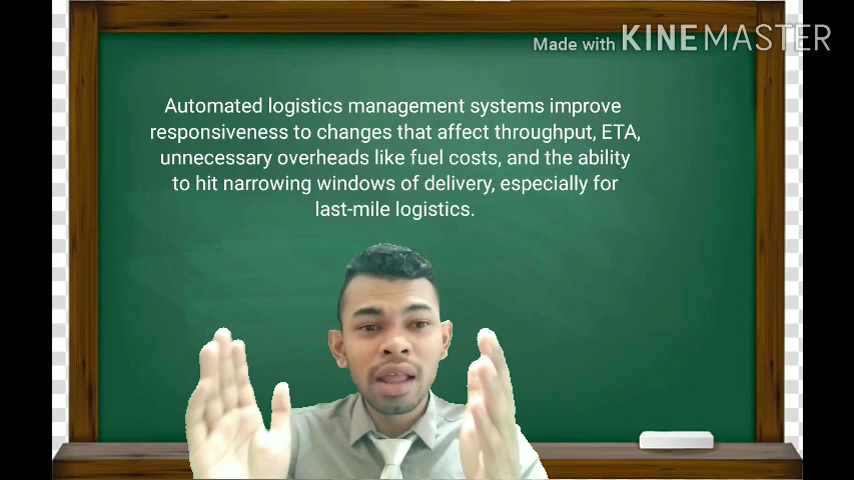 Made with KINEMASTER
Automated logistics management systems improve
responsiveness to changes that affect throughput, ETA,
unnecessary overheads like fuel costs, and the ability
to hit narrowing windows of delivery, especially for
last-mile logistics.